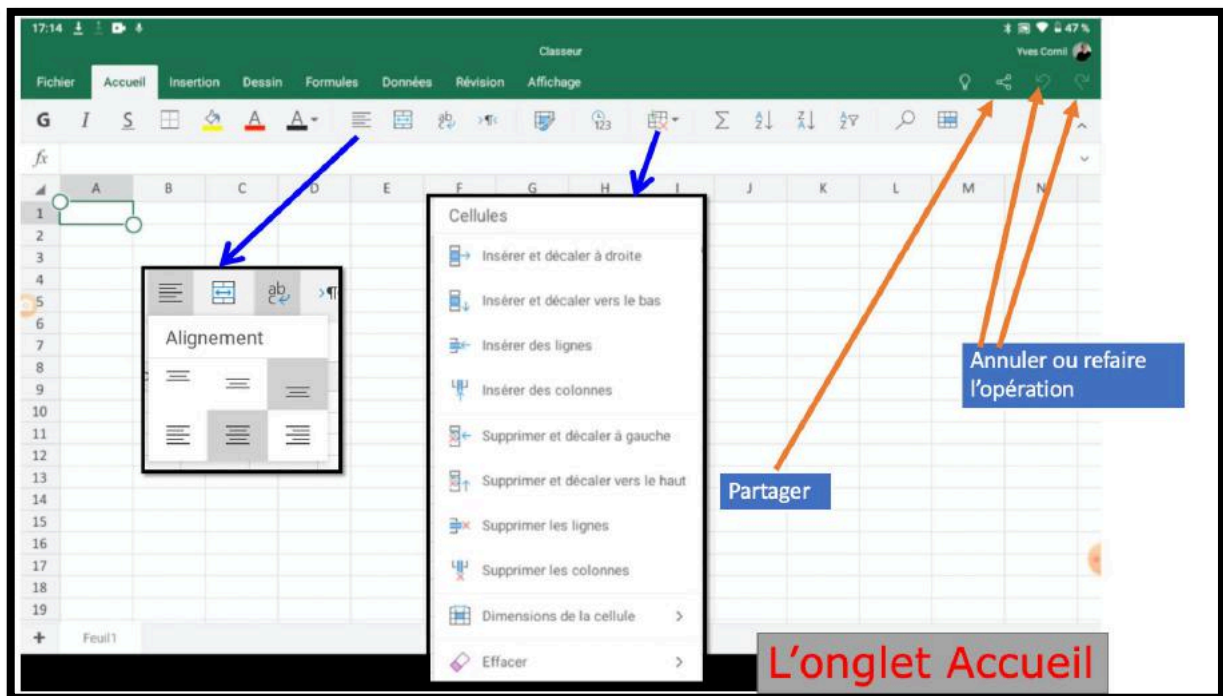 17:14 47 %
Classeur
Yves Cornil
Fichier Accueil Insertion Dessin Formules Données Révision Affichage
G I S A A ab 123 Σ A Z Z A A Z
fx
A B C D E F G H I J K L M N
1
2
3
4
5
6
7
8
9
10
11
12
13
14
15
16
17
18
19
ab
Alignement
Cellules
Insérer et décaler à droite
Insérer et décaler vers le bas
Insérer des lignes
Insérer des colonnes
Supprimer et décaler à gauche
Supprimer et décaler vers le haut
Supprimer les lignes
Supprimer les colonnes
Dimensions de la cellule
Effacer
Annuler ou refaire
l'opération
Partager
+ Feuil1
L'onglet Accueil